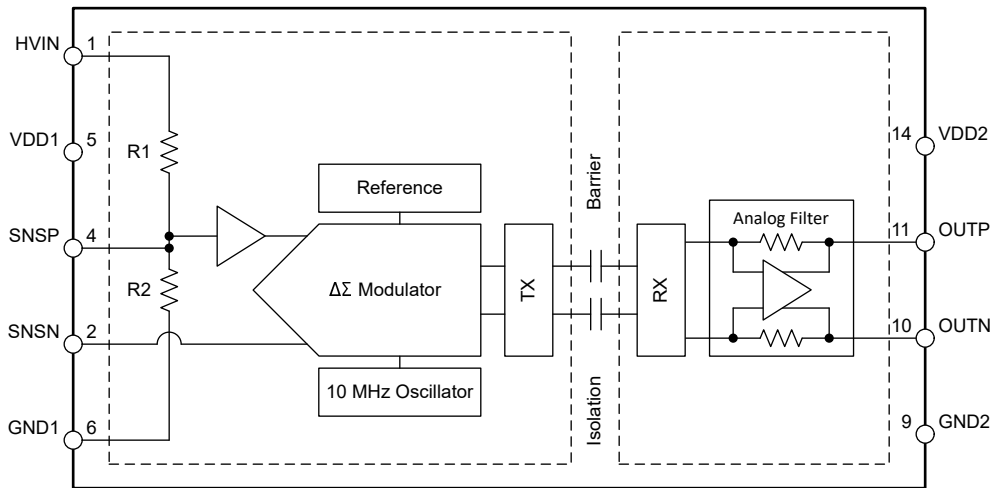 HVIN 1
VDD1 5
R1
SNSP 4
R2
SNSN 2
GND1 6
Reference
ΔΣ Modulator
10 MHz Oscillator
TX
Barrier
Isolation
RX
Analog Filter
14 VDD2
11 OUTP
10 OUTN
9 GND2